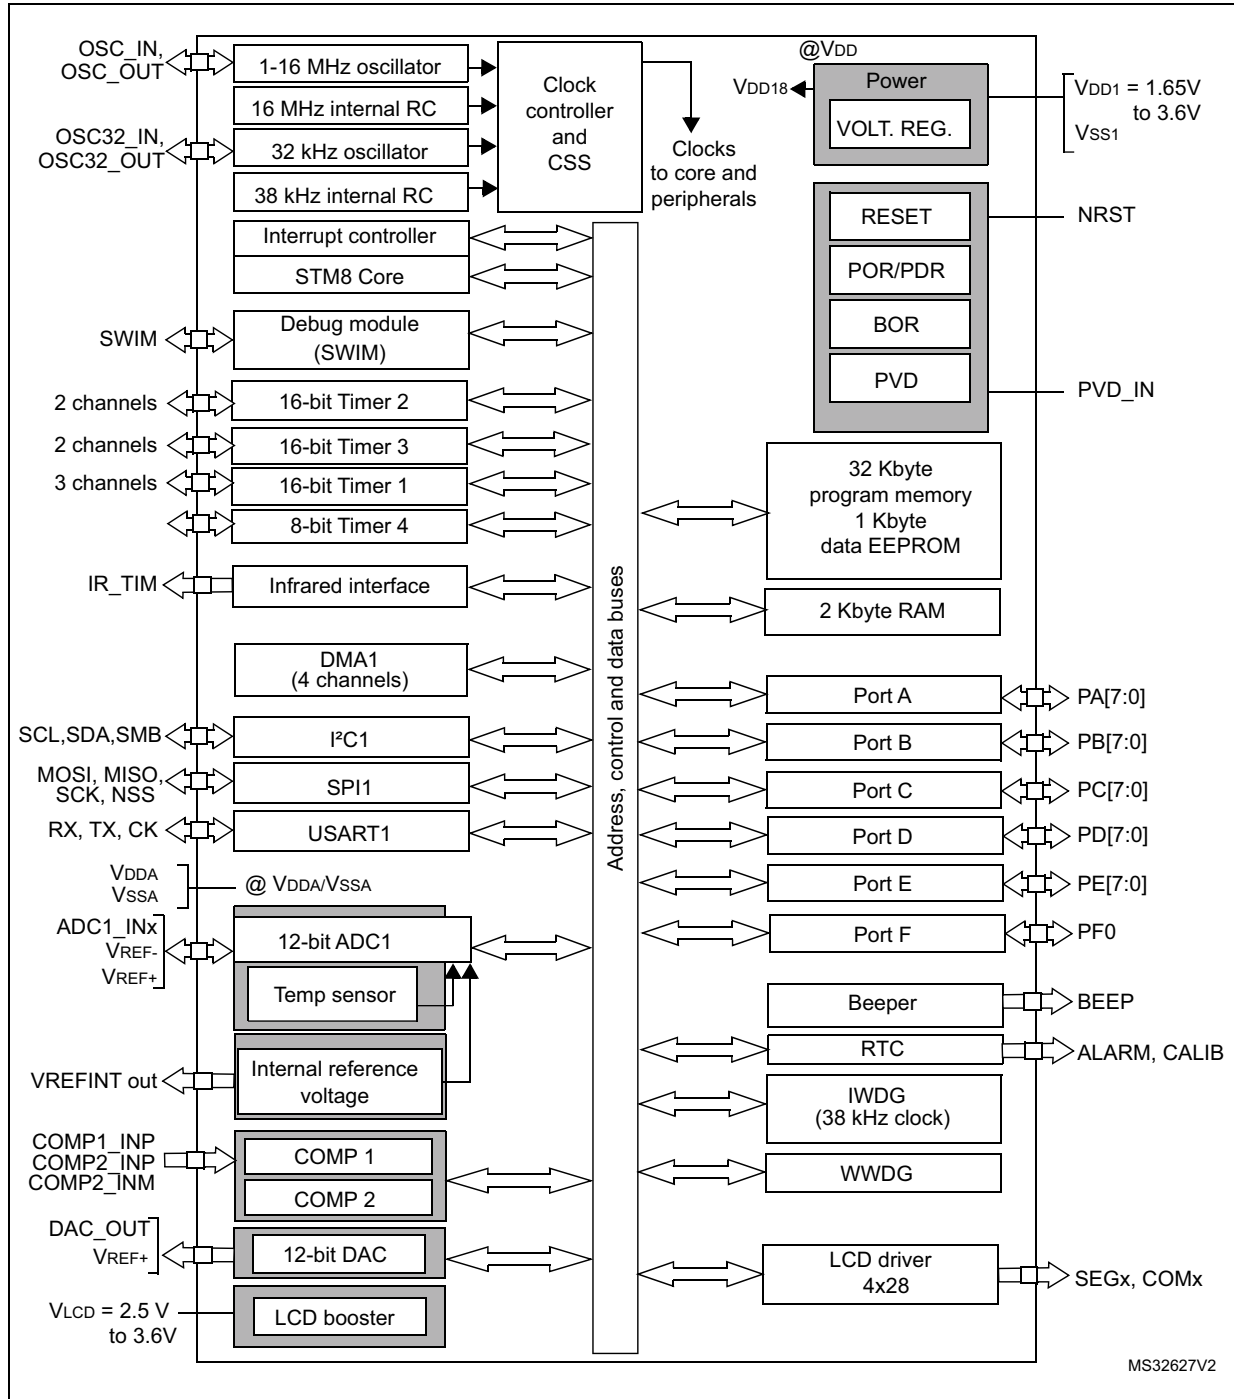 OSC_IN,
OSC_OUT
1-16 MHz oscillator
16 MHz internal RC
OSC32_IN,
OSC32_OUT
32 kHz oscillator
38 kHz internal RC
Clock
controller
and
CSS
Clocks
to core and
peripherals
@VDD
VDD18
Power
VOLT. REG.
VDD1 = 1.65V
to 3.6V
VSS1
RESET
NRST
POR/PDR
BOR
PVD
PVD_IN
Interrupt controller
STM8 Core
SWIM
Debug module
(SWIM)
2 channels
16-bit Timer 2
2 channels
16-bit Timer 3
3 channels
16-bit Timer 1
8-bit Timer 4
IR_TIM
Infrared interface
DMA1
(4 channels)
SCL,SDA,SMB
I²C1
MOSI, MISO,
SCK, NSS
SPI1
RX, TX, CK
USART1
VDDA
VSSA
@ VDDA/VSSA
ADC1_INx
VREF-
VREF+
12-bit ADC1
Temp sensor
VREFINT out
Internal reference
voltage
COMP1_INP
COMP2_INP
COMP2_INM
COMP 1
COMP 2
DAC_OUT
VREF+
12-bit DAC
VLCD = 2.5 V
to 3.6V
LCD booster
Address, control and data buses
32 Kbyte
program memory
1 Kbyte
data EEPROM
2 Kbyte RAM
Port A
PA[7:0]
Port B
PB[7:0]
Port C
PC[7:0]
Port D
PD[7:0]
Port E
PE[7:0]
Port F
PF0
Beeper
BEEP
RTC
ALARM, CALIB
IWDG
(38 kHz clock)
WWDG
LCD driver
4x28
SEGx, COMx
MS32627V2